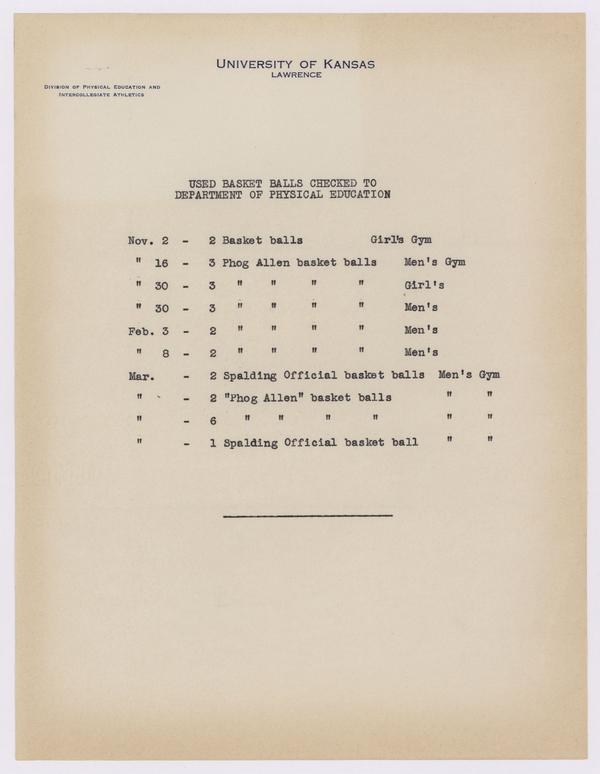 University of Kansas
Lawrence
Division of Physical Education and
Intercollegiate Athletics
USED BASKET BALLS CHECKED TO
DEPARTMENT OF PHYSICAL EDUCATION
Nov. 2 - 2 Basket balls Girl's Gym
" 16 - 3 Phog Allen basket balls Men's Gym
" 30 - 3 " " " " Girl's
" 30 - 3 " " " " Men's
Feb. 3 - 2 " " " " Men's
" 8 - 2 " " " " Men's
Mar. - 2 Spalding Official basket balls Men's Gym
" - 2 "Phog Allen" basket balls " "
" - 6 " " " " " "
" - 1 Spalding Official basket ball " "